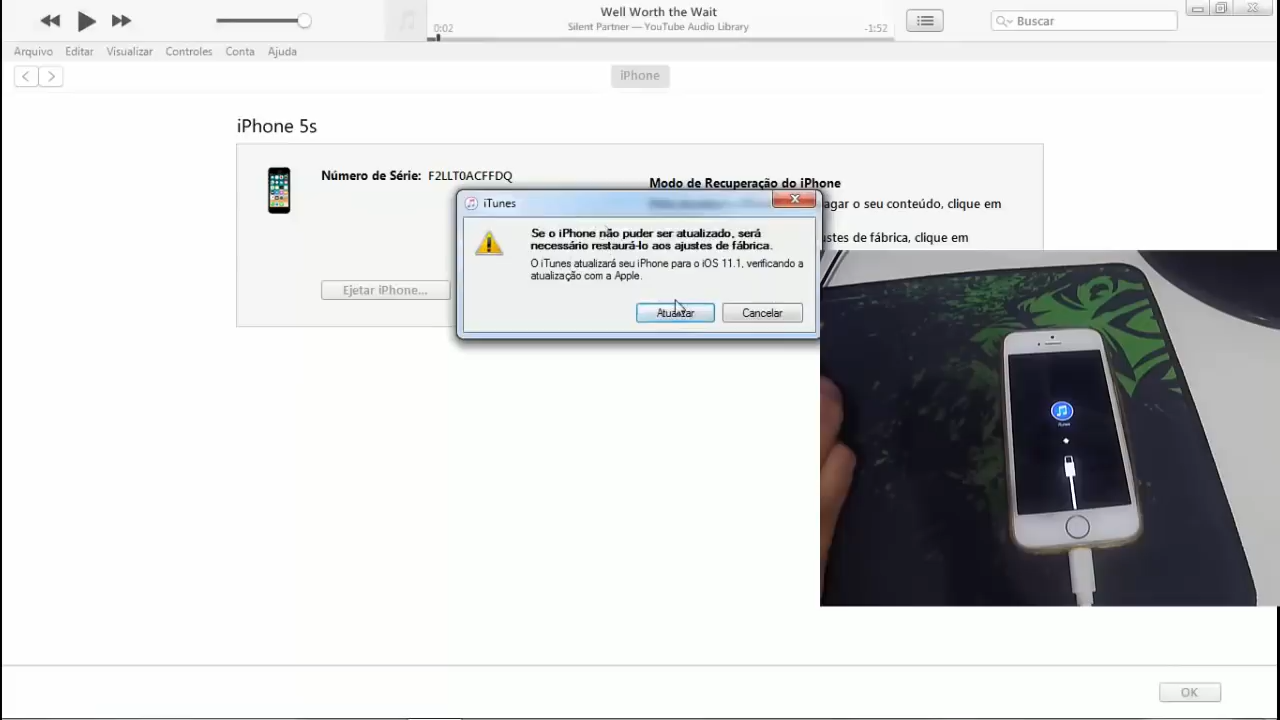 Well Worth the Wait
Silent Partner — YouTube Audio Library
0:02
-1:52
Buscar
Arquivo Editar Visualizar Controles Conta Ajuda
iPhone
iPhone 5s
Número de Série: F2LLT0ACFFDQ
Modo de Recuperação do iPhone
agar o seu conteúdo, clique em
ustes de fábrica, clique em
Ejetar iPhone...
iTunes
Se o iPhone não puder ser atualizado, será
necessário restaurá-lo aos ajustes de fábrica.
O iTunes atualizará seu iPhone para o iOS 11.1, verificando a
atualização com a Apple.
Atualizar Cancelar
iTunes
OK